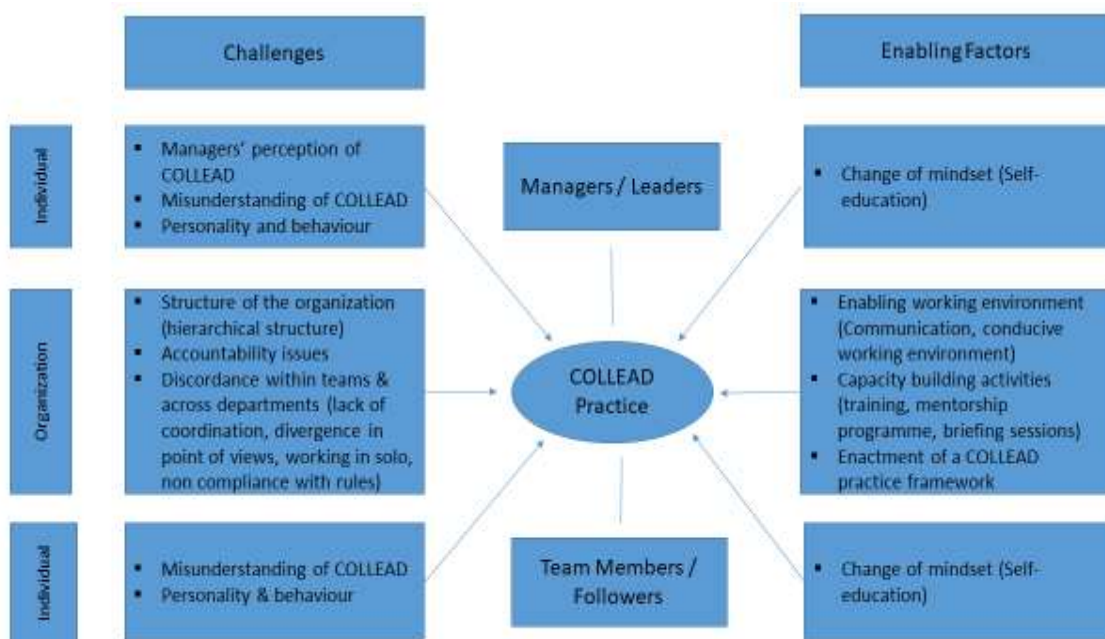 Challenges
Enabling Factors
Individual
▪ Managers' perception of
COLLEAD
▪ Misunderstanding of COLLEAD
▪ Personality and behaviour
Managers / Leaders
▪ Change of mindset (Self-
education)
Organization
▪ Structure of the organization
(hierarchical structure)
▪ Accountability issues
▪ Discordance within teams &
across departments (lack of
coordination, divergence in
point of views, working in solo,
non compliance with rules)
COLLEAD
Practice
▪ Enabling working environment
(Communication, conducive
working environment)
▪ Capacity building activities
(training, mentorship
programme, briefing sessions)
▪ Enactment of a COLLEAD
practice framework
Individual
▪ Misunderstanding of COLLEAD
▪ Personality & behaviour
Team Members /
Followers
▪ Change of mindset (Self-
education)